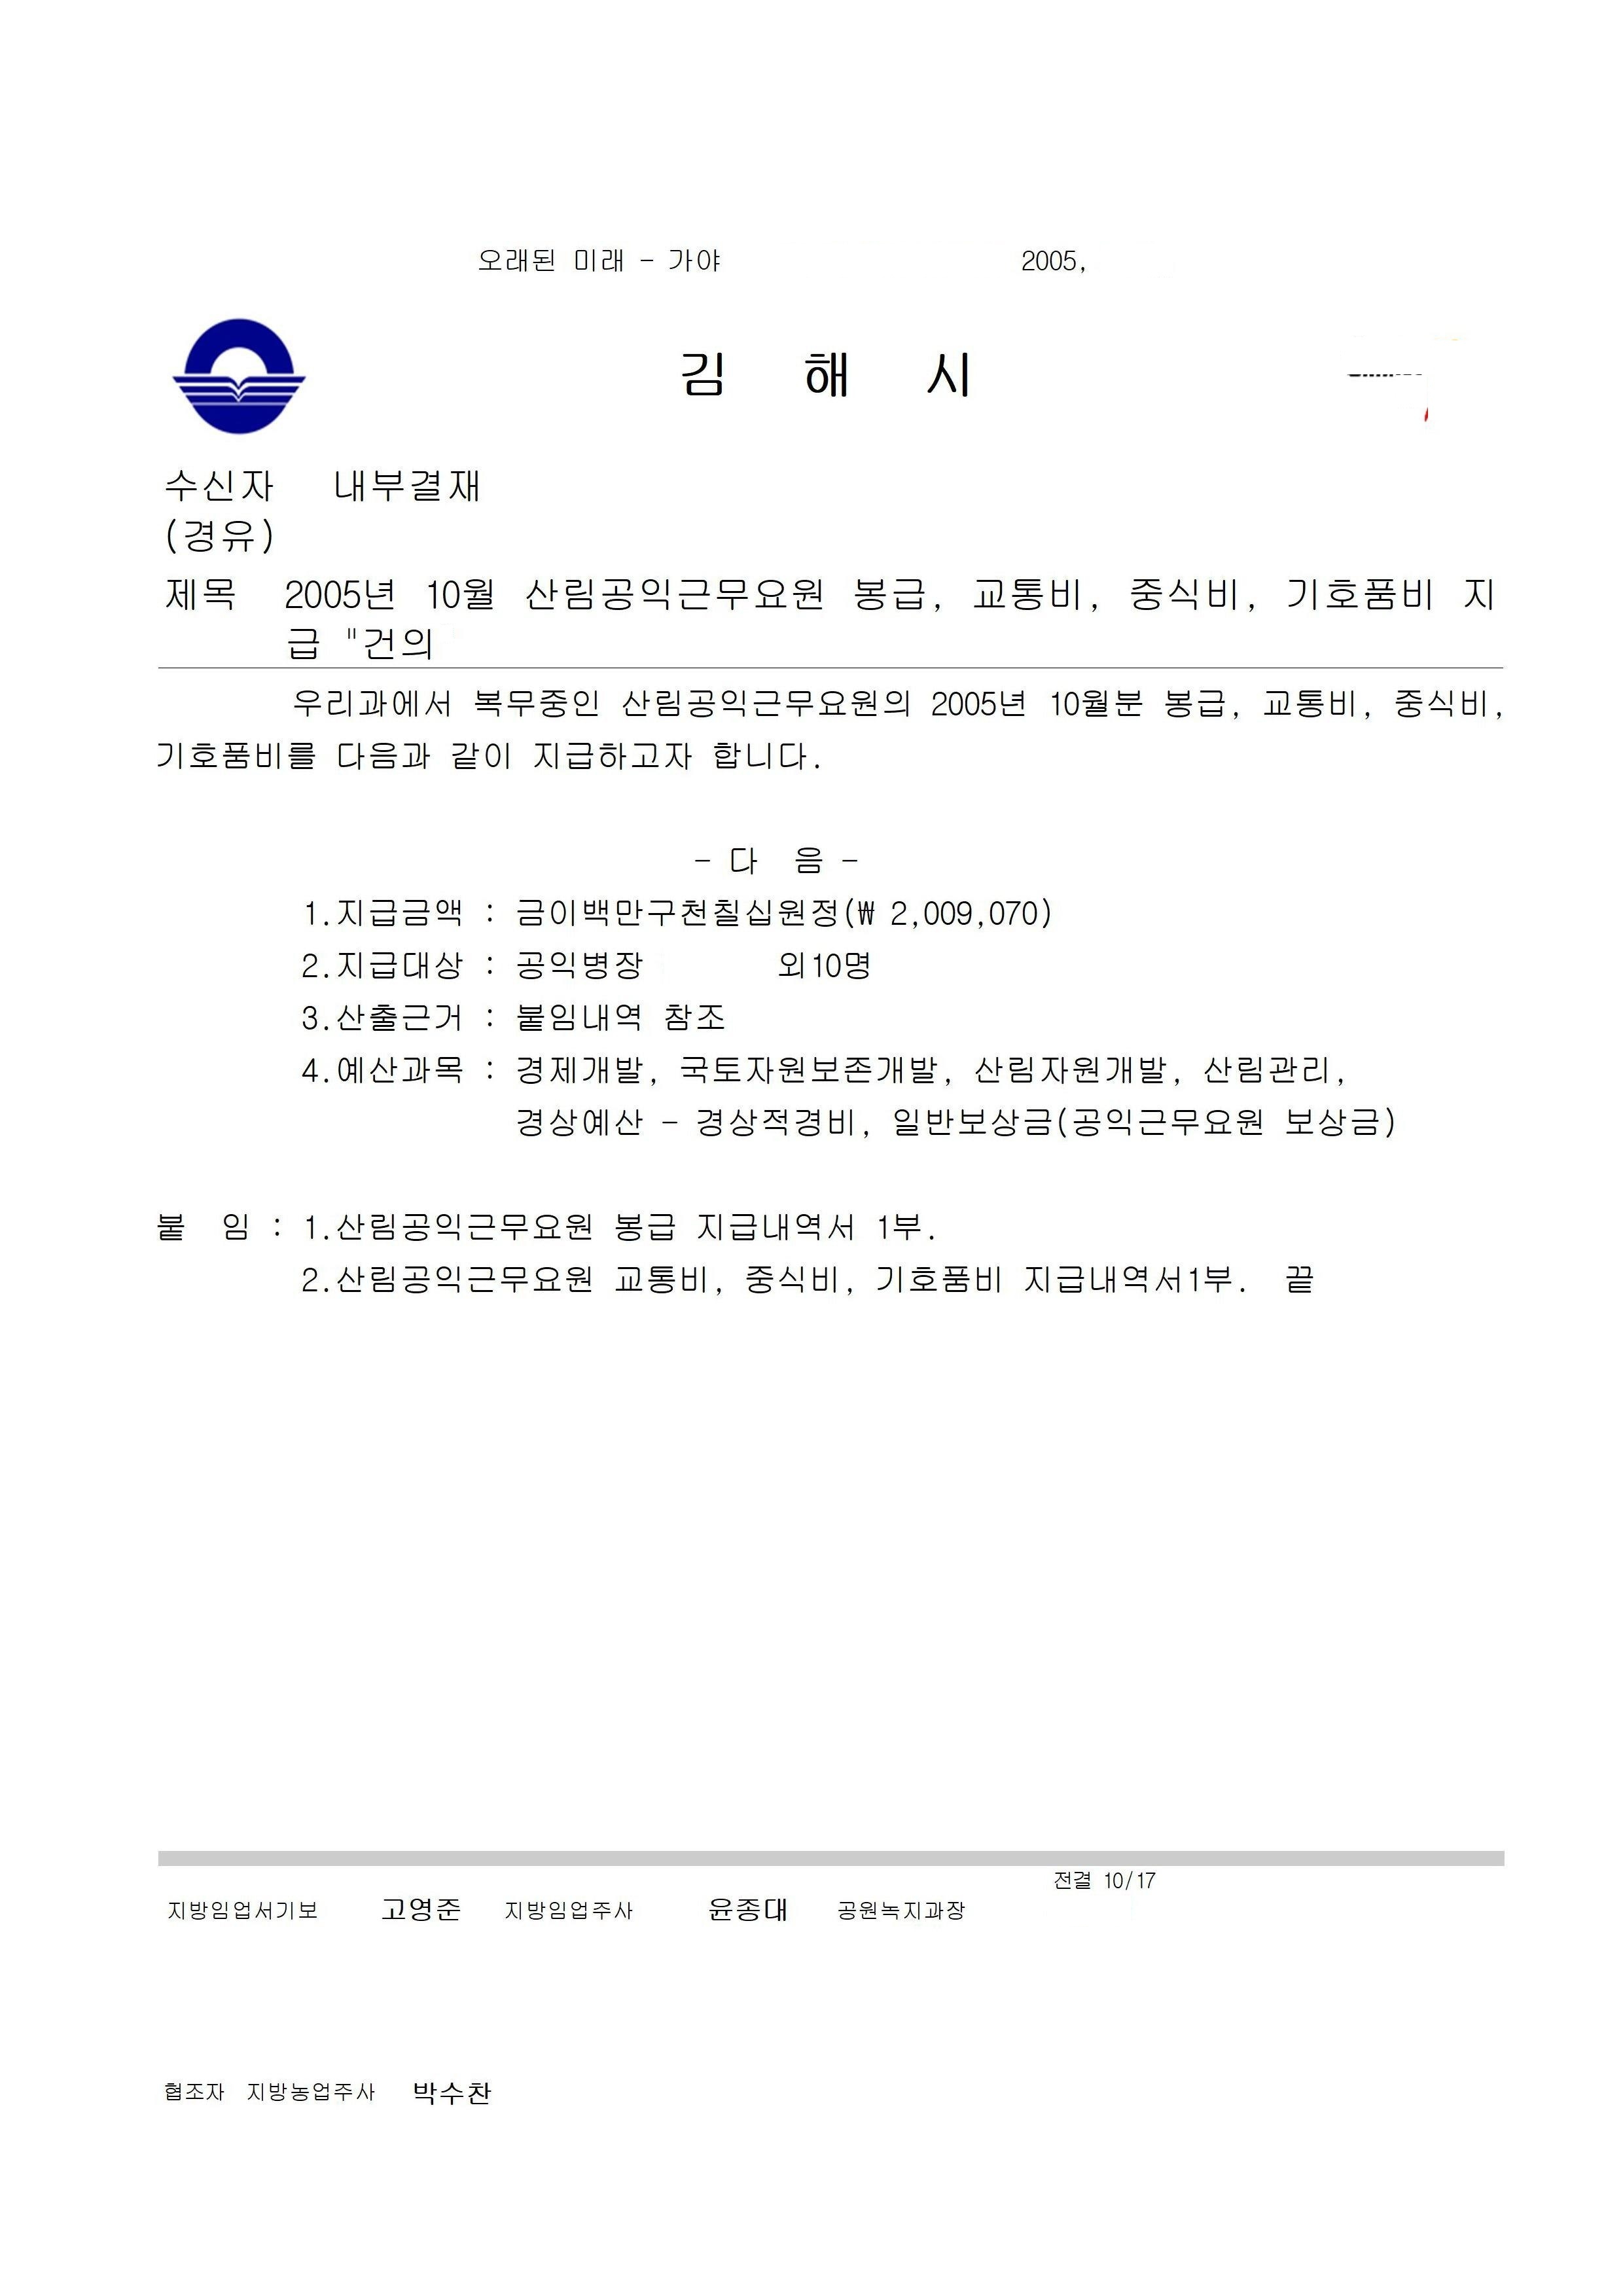 오래된 미래 - 가야 2005,
김 해 시
수신자 내부결재
(경유)
제목 2005년 10월 산림공익근무요원 봉급, 교통비, 중식비, 기호품비 지
급 "건의
우리과에서 복무중인 산림공익근무요원의 2005년 10월분 봉급, 교통비, 중식비,
기호품비를 다음과 같이 지급하고자 합니다.
- 다 음 -
1.지급금액 : 금이백만구천칠십원정(₩ 2,009,070)
2.지급대상 : 공익병장 외10명
3.산출근거 : 붙임내역 참조
4.예산과목 : 경제개발, 국토자원보존개발, 산림자원개발, 산림관리,
경상예산 - 경상적경비, 일반보상금(공익근무요원 보상금)
붙 임 : 1.산림공익근무요원 봉급 지급내역서 1부.
2.산림공익근무요원 교통비, 중식비, 기호품비 지급내역서1부. 끝
전결 10/17
지방임업서기보 고영준 지방임업주사 윤종대 공원녹지과장
협조자 지방농업주사 박수찬